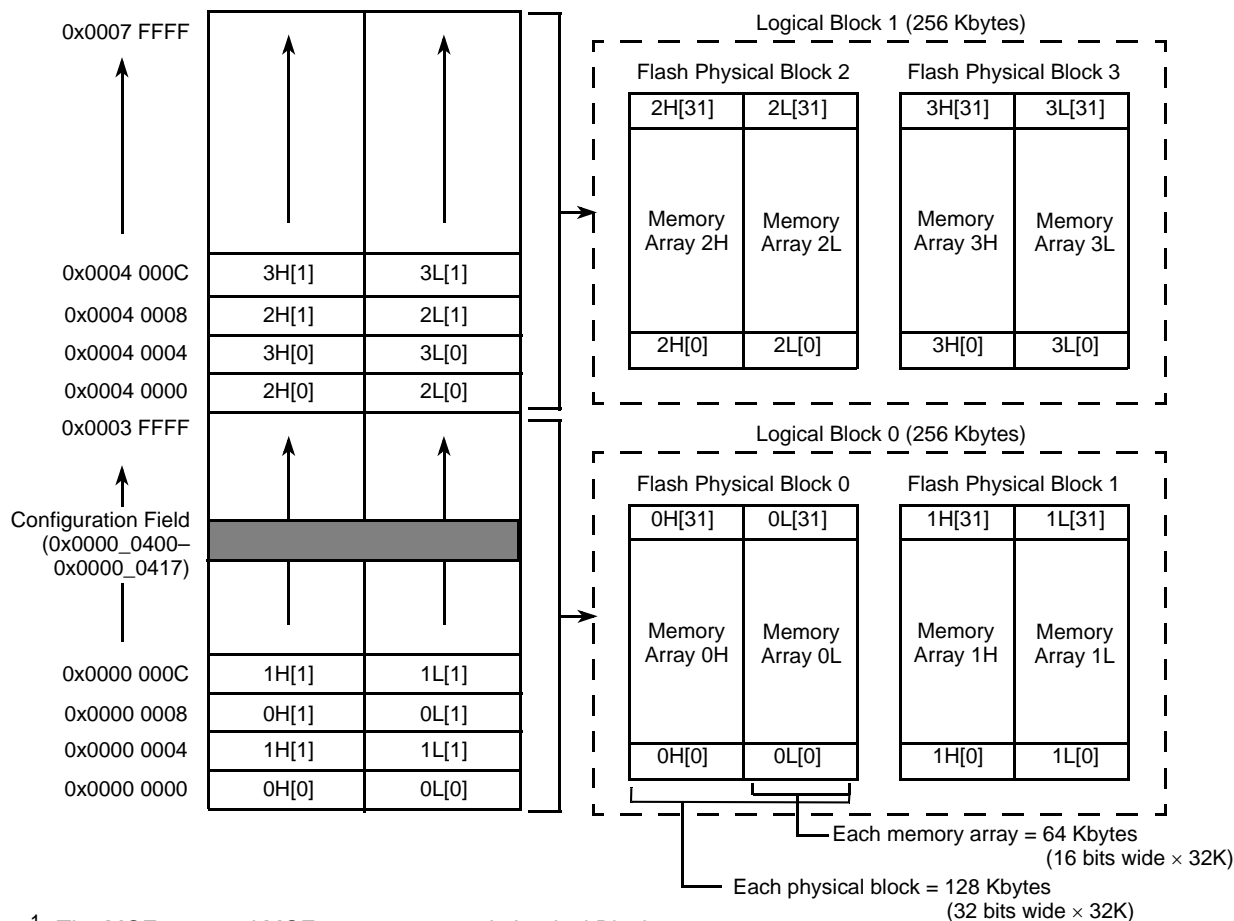 0x0007 FFFF
0x0004 000C
3H[1] 3L[1]
0x0004 0008
2H[1] 2L[1]
0x0004 0004
3H[0] 3L[0]
0x0004 0000
2H[0] 2L[0]
0x0003 FFFF
Configuration Field
(0x0000_0400–
0x0000_0417)
0x0000 000C
1H[1] 1L[1]
0x0000 0008
0H[1] 0L[1]
0x0000 0004
1H[1] 1L[1]
0x0000 0000
0H[0] 0L[0]
Logical Block 1 (256 Kbytes)
Flash Physical Block 2
Flash Physical Block 3
2H[31] 2L[31]
3H[31] 3L[31]
Memory
Array 2H
Memory
Array 2L
Memory
Array 3H
Memory
Array 3L
2H[0] 2L[0]
3H[0] 3L[0]
Logical Block 0 (256 Kbytes)
Flash Physical Block 0
Flash Physical Block 1
0H[31] 0L[31]
1H[31] 1L[31]
Memory
Array 0H
Memory
Array 0L
Memory
Array 1H
Memory
Array 1L
0H[0] 0L[0]
1H[0] 1L[0]
Each memory array = 64 Kbytes
(16 bits wide × 32K)
Each physical block = 128 Kbytes
(32 bits wide × 32K)
1